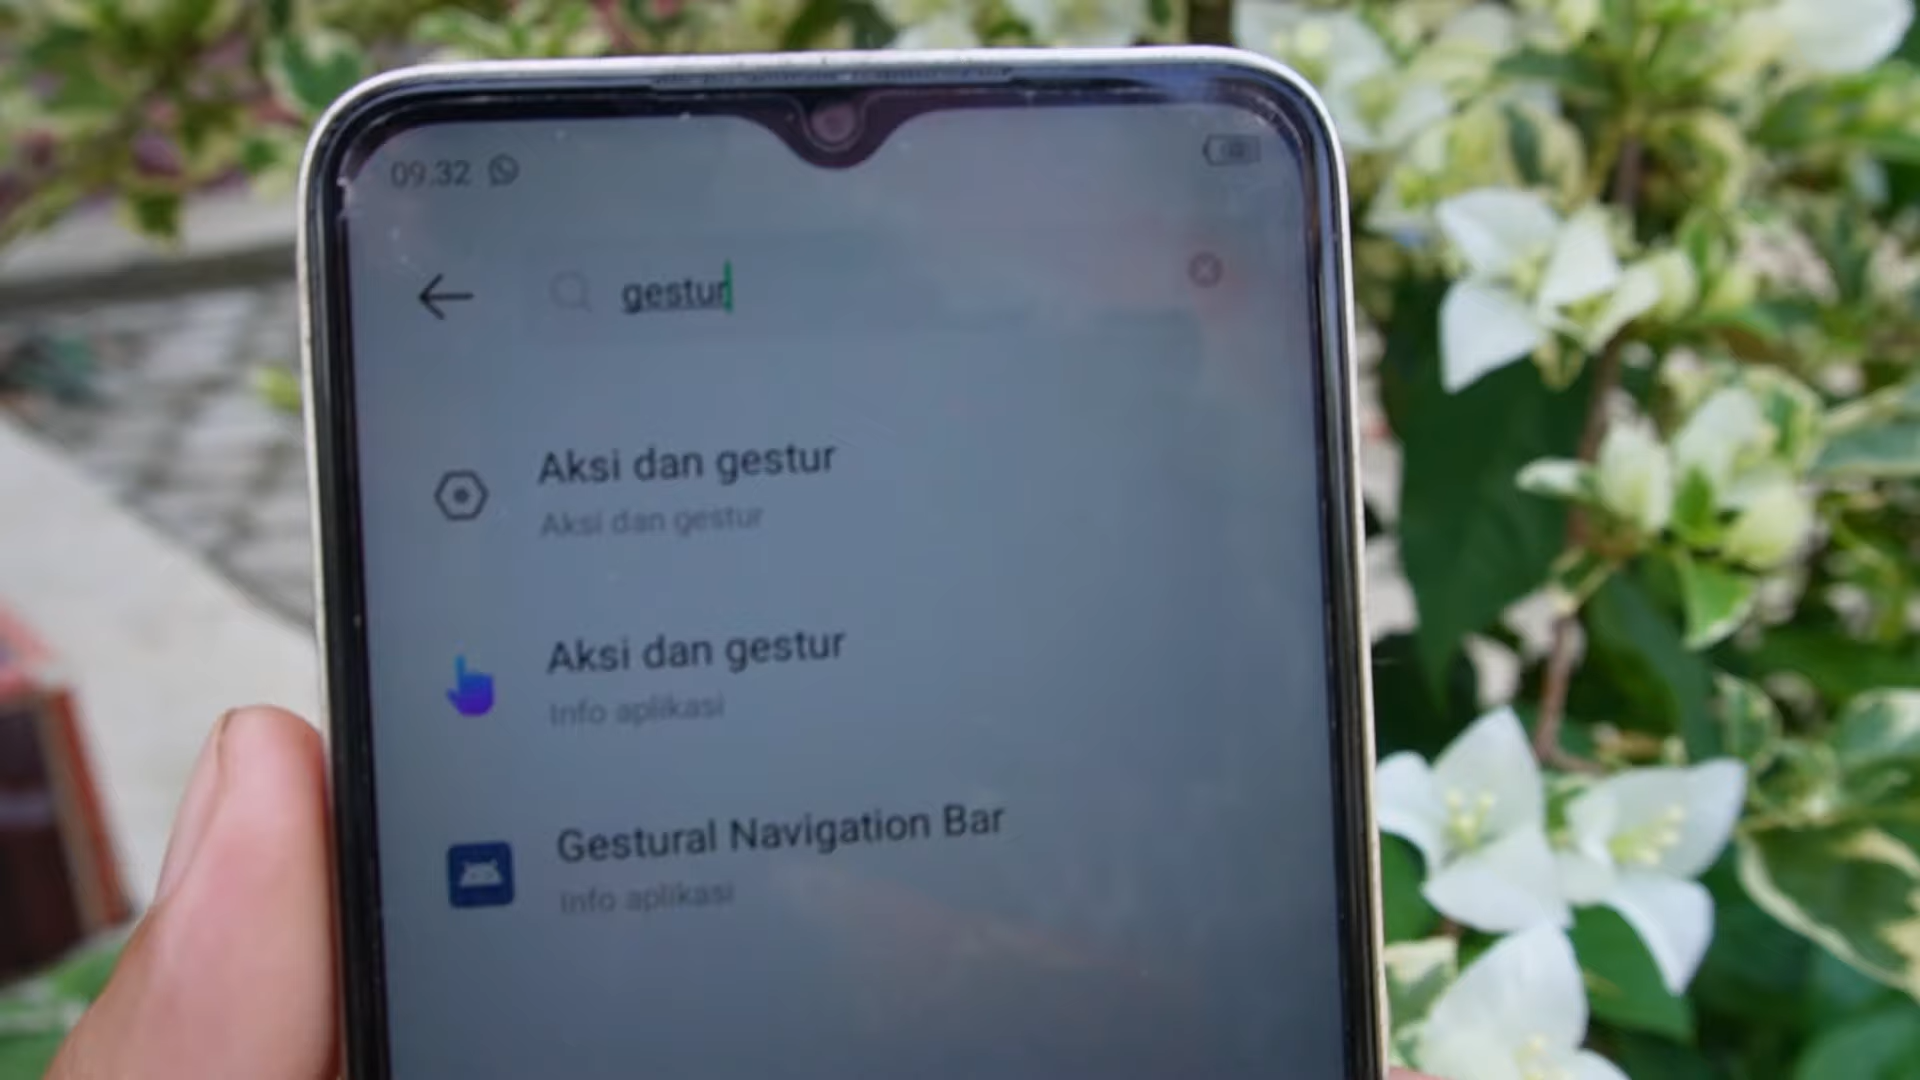 09.32
gestur
Aksi dan gestur
Aksi dan gestur
Aksi dan gestur
Info aplikasi
Gestural Navigation Bar
Info aplikasi